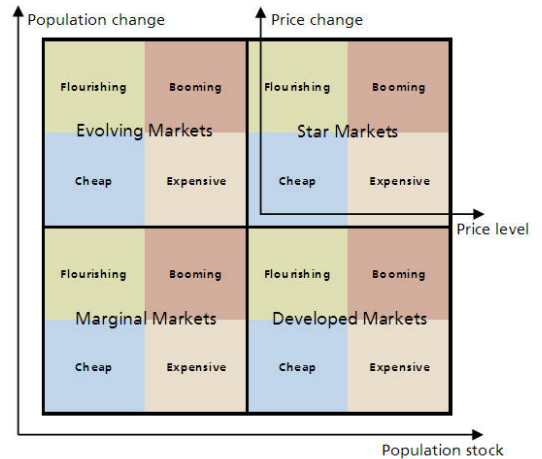 Population change
Price change
Flourishing Booming Flourishing Booming
Evolving Markets Star Markets
Cheap Expensive Cheap Expensive
Price level
Flourishing Booming Flourishing Booming
Marginal Markets Developed Markets
Cheap Expensive Cheap Expensive
Population stock